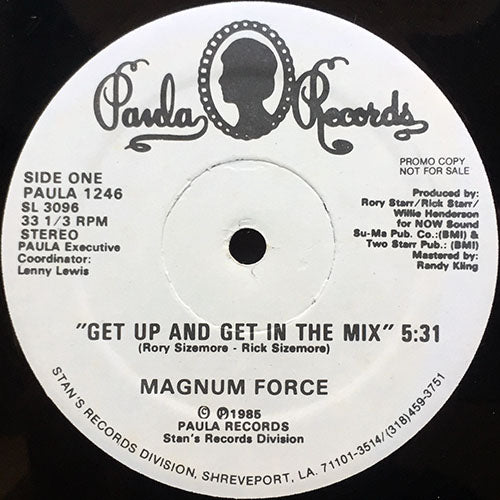 Paula Records
PROMO COPY
NOT FOR SALE
SIDE ONE
PAULA 1246
SL 3096
33 1/3 RPM
STEREO
PAULA Executive
Coordinator:
Lenny Lewis
Produced by:
Rory Starr/Rick Starr/
Willie Henderson
for NOW Sound
Su-Ma Pub. Co.:(BMI) &
Two Starr Pub.: (BMI)
Mastered by:
Randy Kling
"GET UP AND GET IN THE MIX" 5:31
(Rory Sizemore - Rick Sizemore)
MAGNUM FORCE
© ℗1985
PAULA RECORDS
Stan's Records Division
STAN'S RECORDS DIVISION, SHREVEPORT, LA. 71101-3514/(318)459-3751